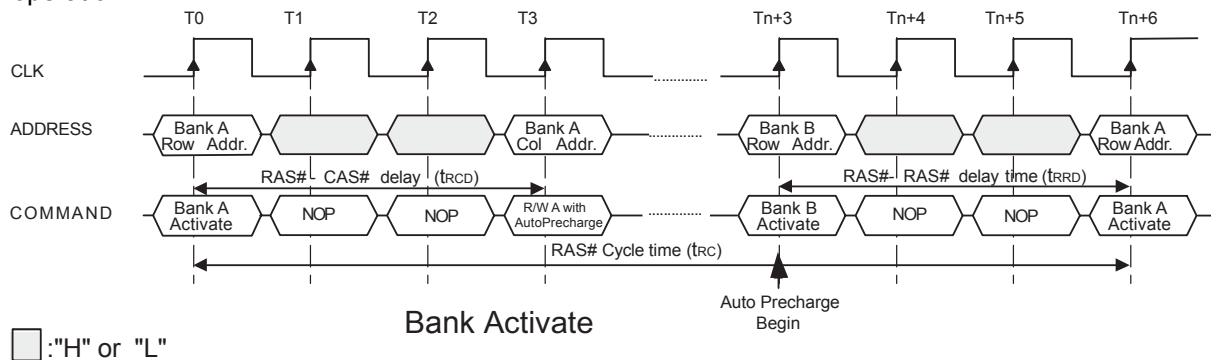 T0 T1 T2 T3 Tn+3 Tn+4 Tn+5 Tn+6
CLK
ADDRESS
Bank A
Row Addr.
Bank A
Col Addr.
Bank B
Row Addr.
Bank A
Row Addr.
RAS# - CAS# delay (tRCD)
RAS# - RAS# delay time (tRRD)
COMMAND
Bank A
Activate
NOP
NOP
R/W A with
AutoPrecharge
Bank B
Activate
NOP
NOP
Bank A
Activate
RAS# Cycle time (tRC)
Auto Precharge
Begin
Bank Activate
:"H" or "L"